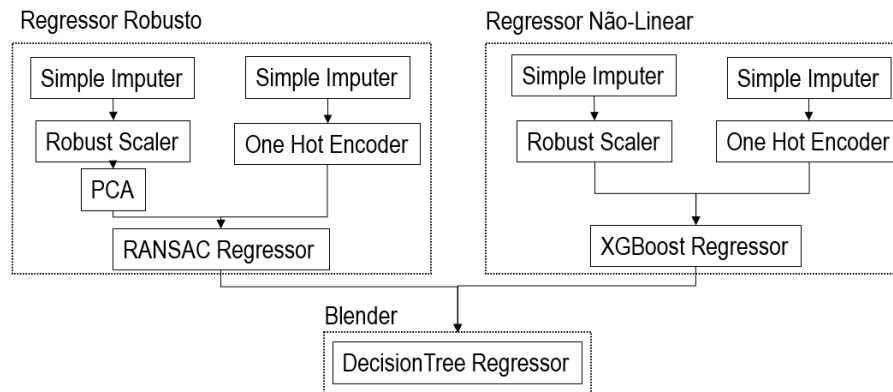 Regressor Robusto
Simple Imputer
Simple Imputer
Robust Scaler
One Hot Encoder
PCA
RANSAC Regressor
Regressor Não-Linear
Simple Imputer
Simple Imputer
Robust Scaler
One Hot Encoder
XGBoost Regressor
Blender
DecisionTree Regressor